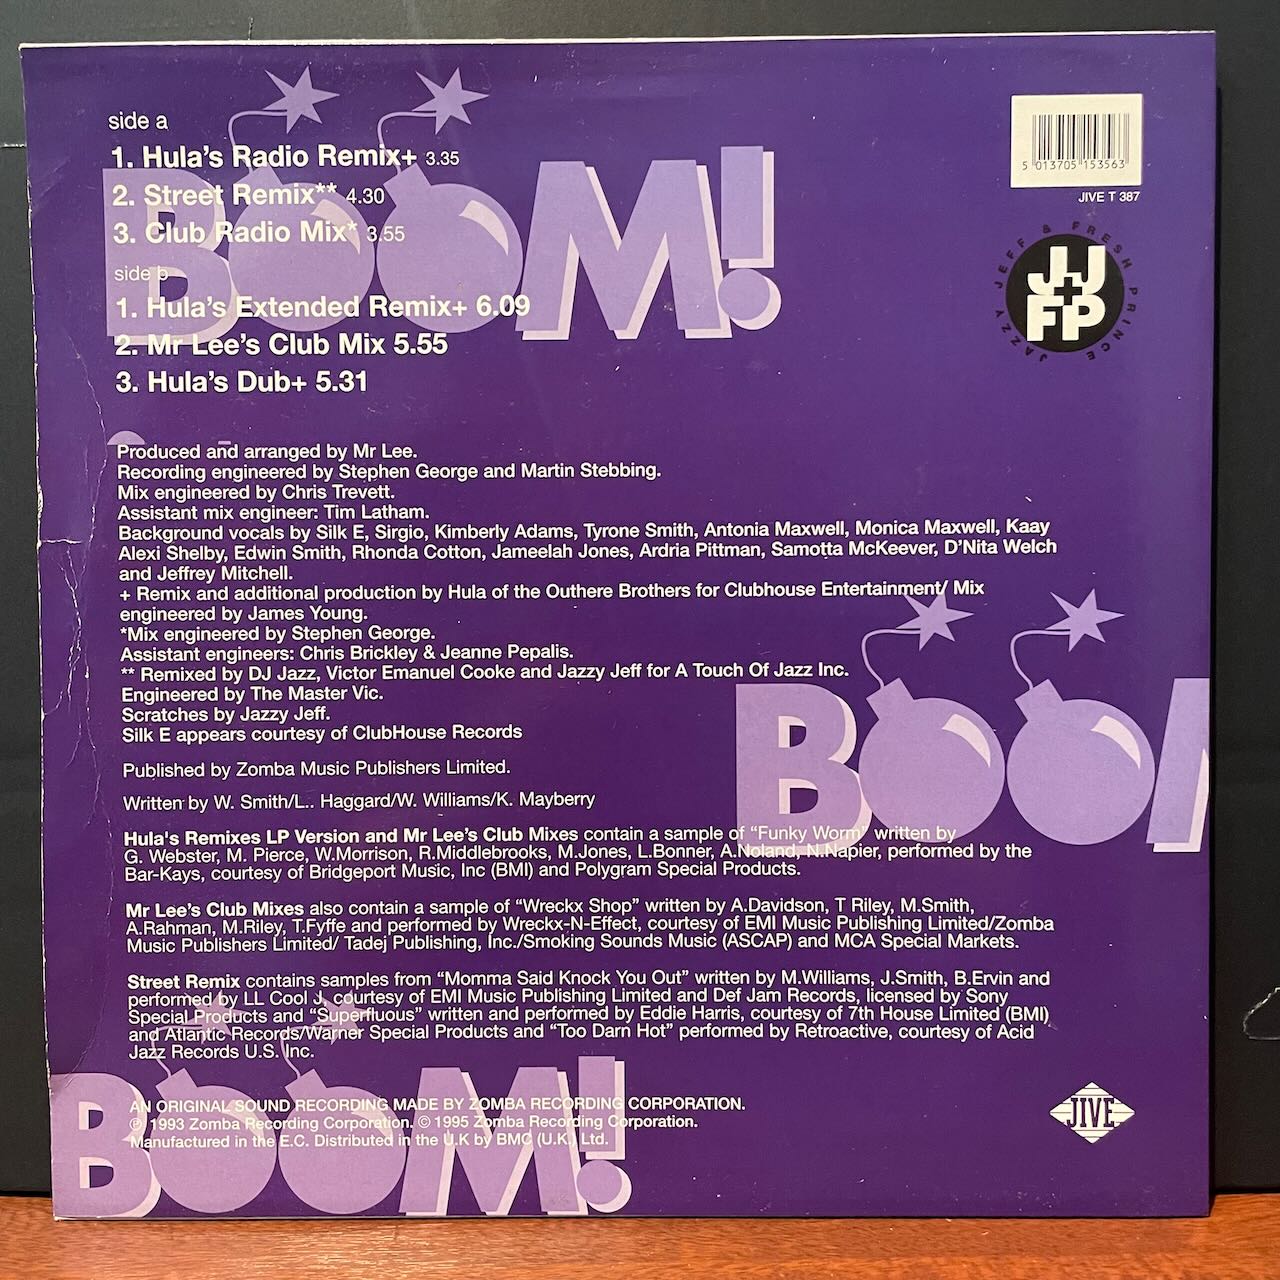 BOOM!
side a
1. Hula's Radio Remix+ 3.35
2. Street Remix** 4.30
3. Club Radio Mix* 3.55
side b
1. Hula's Extended Remix+ 6.09
2. Mr Lee's Club Mix 5.55
3. Hula's Dub+ 5.31
5 013705 153563
JIVE T 387
JAZZY JEFF & FRESH PRINCE
JJ
+
FP
Produced and arranged by Mr Lee.
Recording engineered by Stephen George and Martin Stebbing.
Mix engineered by Chris Trevett.
Assistant mix engineer: Tim Latham.
Background vocals by Silk E, Sirgio, Kimberly Adams, Tyrone Smith, Antonia Maxwell, Monica Maxwell, Kaay
Alexi Shelby, Edwin Smith, Rhonda Cotton, Jameelah Jones, Ardria Pittman, Samotta McKeever, D'Nita Welch
and Jeffrey Mitchell.
+ Remix and additional production by Hula of the Outhere Brothers for Clubhouse Entertainment/ Mix
engineered by James Young.
*Mix engineered by Stephen George.
Assistant engineers: Chris Brickley & Jeanne Pepalis.
** Remixed by DJ Jazz, Victor Emanuel Cooke and Jazzy Jeff for A Touch Of Jazz Inc.
Engineered by The Master Vic.
Scratches by Jazzy Jeff.
Silk E appears courtesy of ClubHouse Records
Published by Zomba Music Publishers Limited.
Written by W. Smith/L.. Haggard/W. Williams/K. Mayberry
BOOM
Hula's Remixes LP Version and Mr Lee's Club Mixes contain a sample of "Funky Worm" written by
G. Webster, M. Pierce, W.Morrison, R.Middlebrooks, M.Jones, L.Bonner, A.Noland, N.Napier, performed by the
Bar-Kays, courtesy of Bridgeport Music, Inc (BMI) and Polygram Special Products.
Mr Lee's Club Mixes also contain a sample of "Wreckx Shop" written by A.Davidson, T Riley, M.Smith,
A.Rahman, M.Riley, T.Fyffe and performed by Wreckx-N-Effect, courtesy of EMI Music Publishing Limited/Zomba
Music Publishers Limited/ Tadej Publishing, Inc./Smoking Sounds Music (ASCAP) and MCA Special Markets.
Street Remix contains samples from "Momma Said Knock You Out" written by M.Williams, J.Smith, B.Ervin and
performed by LL Cool J, courtesy of EMI Music Publishing Limited and Def Jam Records, licensed by Sony
Special Products and "Superfluous" written and performed by Eddie Harris, courtesy of 7th House Limited (BMI)
and Atlantic Records/Warner Special Products and "Too Darn Hot" performed by Retroactive, courtesy of Acid
Jazz Records U.S. Inc.
BOOM!
AN ORIGINAL SOUND RECORDING MADE BY ZOMBA RECORDING CORPORATION.
℗ 1993 Zomba Recording Corporation. © 1995 Zomba Recording Corporation.
Manufactured in the E.C. Distributed in the U.K by BMC (U.K.) Ltd.
JIVE